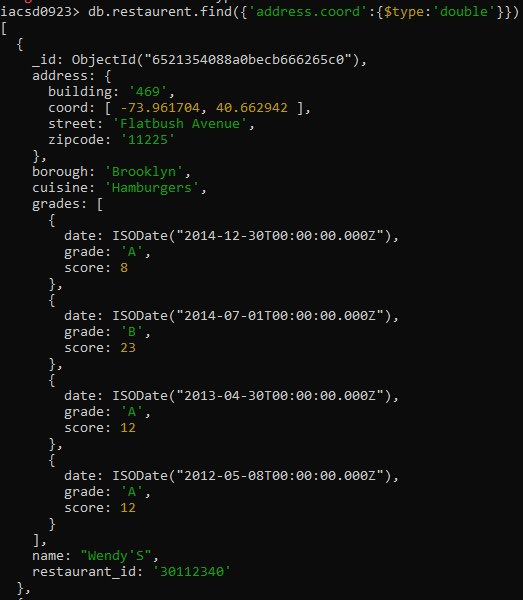 iacsd0923> db.restaurent.find({'address.coord':{$type:'double'}})
[
  {
    _id: ObjectId("6521354088a0becb666265c0"),
    address: {
      building: '469',
      coord: [ -73.961704, 40.662942 ],
      street: 'Flatbush Avenue',
      zipcode: '11225'
    },
    borough: 'Brooklyn',
    cuisine: 'Hamburgers',
    grades: [
      {
        date: ISODate("2014-12-30T00:00:00.000Z"),
        grade: 'A',
        score: 8
      },
      {
        date: ISODate("2014-07-01T00:00:00.000Z"),
        grade: 'B',
        score: 23
      },
      {
        date: ISODate("2013-04-30T00:00:00.000Z"),
        grade: 'A',
        score: 12
      },
      {
        date: ISODate("2012-05-08T00:00:00.000Z"),
        grade: 'A',
        score: 12
      }
    ],
    name: "Wendy'S",
    restaurant_id: '30112340'
  },